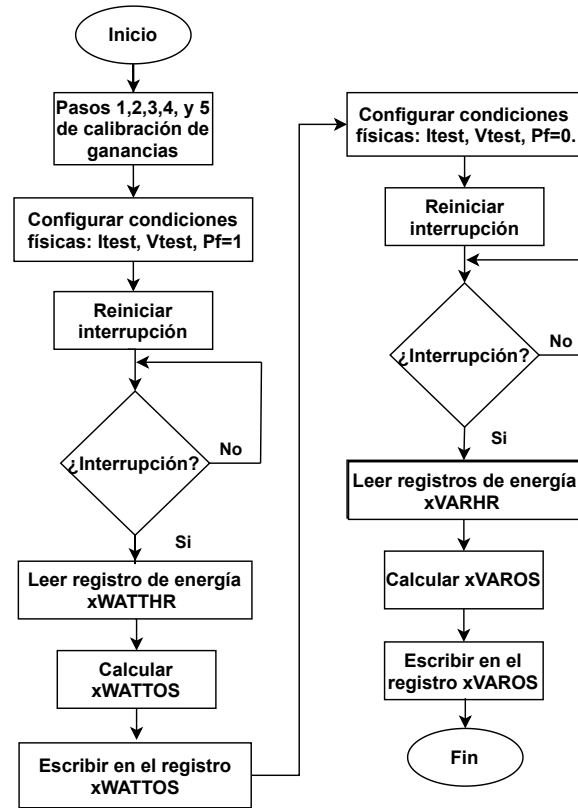 Inicio
Pasos 1,2,3,4, y 5
de calibración de
ganancias
Configurar condiciones
físicas: Itest, Vtest, Pf=1
Reiniciar
interrupción
¿Interrupción?
No
Si
Leer registro de energía
xWATTHR
Calcular
xWATTOS
Escribir en el registro
xWATTOS
Configurar condiciones
físicas: Itest, Vtest, Pf=0.
Reiniciar
interrupción
¿Interrupción?
No
Si
Leer registros de energía
xVARHR
Calcular xVAROS
Escribir en el
registro xVAROS
Fin